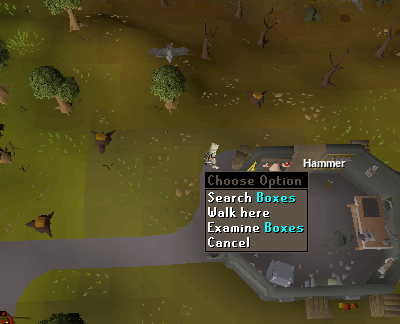 Hammer
Choose Option
Search Boxes
Walk here
Examine Boxes
Cancel